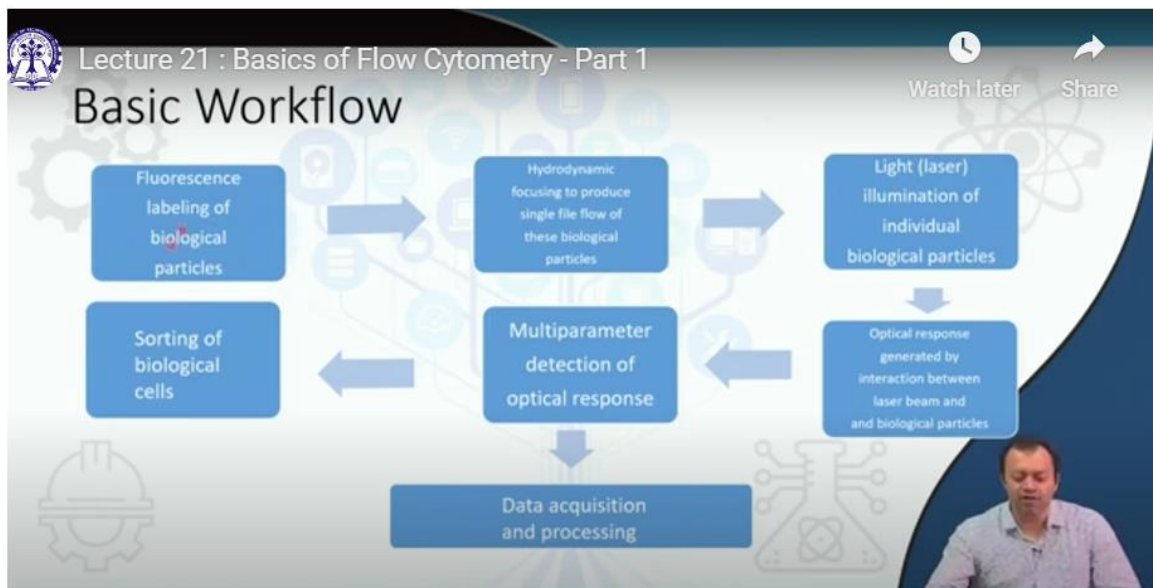 Lecture 21 : Basics of Flow Cytometry - Part 1
Watch later
Share
Basic Workflow
Fluorescence
labeling of
biological
particles
Hydrodynamic
focusing to produce
single file flow of
these biological
particles
Light (laser)
illumination of
individual
biological particles
Sorting of
biological
cells
Multiparameter
detection of
optical response
Optical response
generated by
interaction between
laser beam and
and biological particles
Data acquisition
and processing